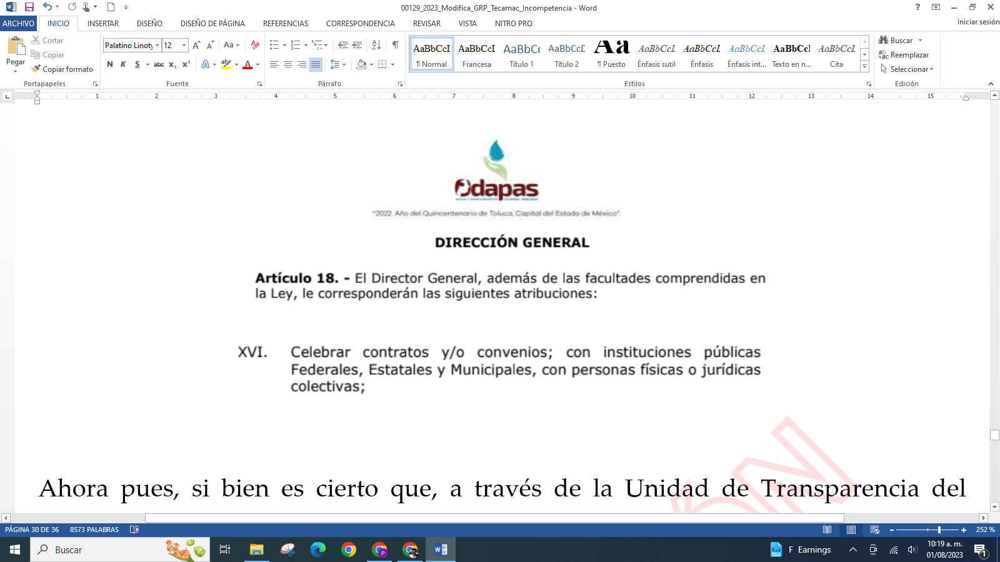 00129_2023_Modifica_GRP_Tecamac_Incompetencia - Word
ARCHIVO INICIO INSERTAR DISEÑO DISEÑO DE PÁGINA REFERENCIAS CORRESPONDENCIA REVISAR VISTA NITRO PRO Iniciar sesión
Pegar
Cortar
Copiar
Copiar formato
Portapapeles
Palatino Linoty 12
N K S abc x₂ x²
Fuente
Párrafo
AaBbCcI AaBbCcI AaBbCc AaBbCcD Aa AaBbCcL AaBbCcL AaBbCcL AaBbCcl AaBbCcL
¶ Normal Francesa Título 1 Título 2 ¶ Puesto Énfasis sutil Énfasis Énfasis int... Texto en n... Cita
Estilos
Buscar
Reemplazar
Seleccionar
Edición
1 2 3 4 5 6 7 8 9 10 11 12 13 14 15
Odapas
"2022. Año del Quincentenario de Toluca, Capital del Estado de México".
DIRECCIÓN GENERAL
Artículo 18. - El Director General, además de las facultades comprendidas en
la Ley, le corresponderán las siguientes atribuciones:
XVI. Celebrar contratos y/o convenios; con instituciones públicas
Federales, Estatales y Municipales, con personas físicas o jurídicas
colectivas;
Ahora pues, si bien es cierto que, a través de la Unidad de Transparencia del
PÁGINA 30 DE 36 8573 PALABRAS 252 %
Buscar
F Earnings
10:19 a. m.
01/08/2023
1